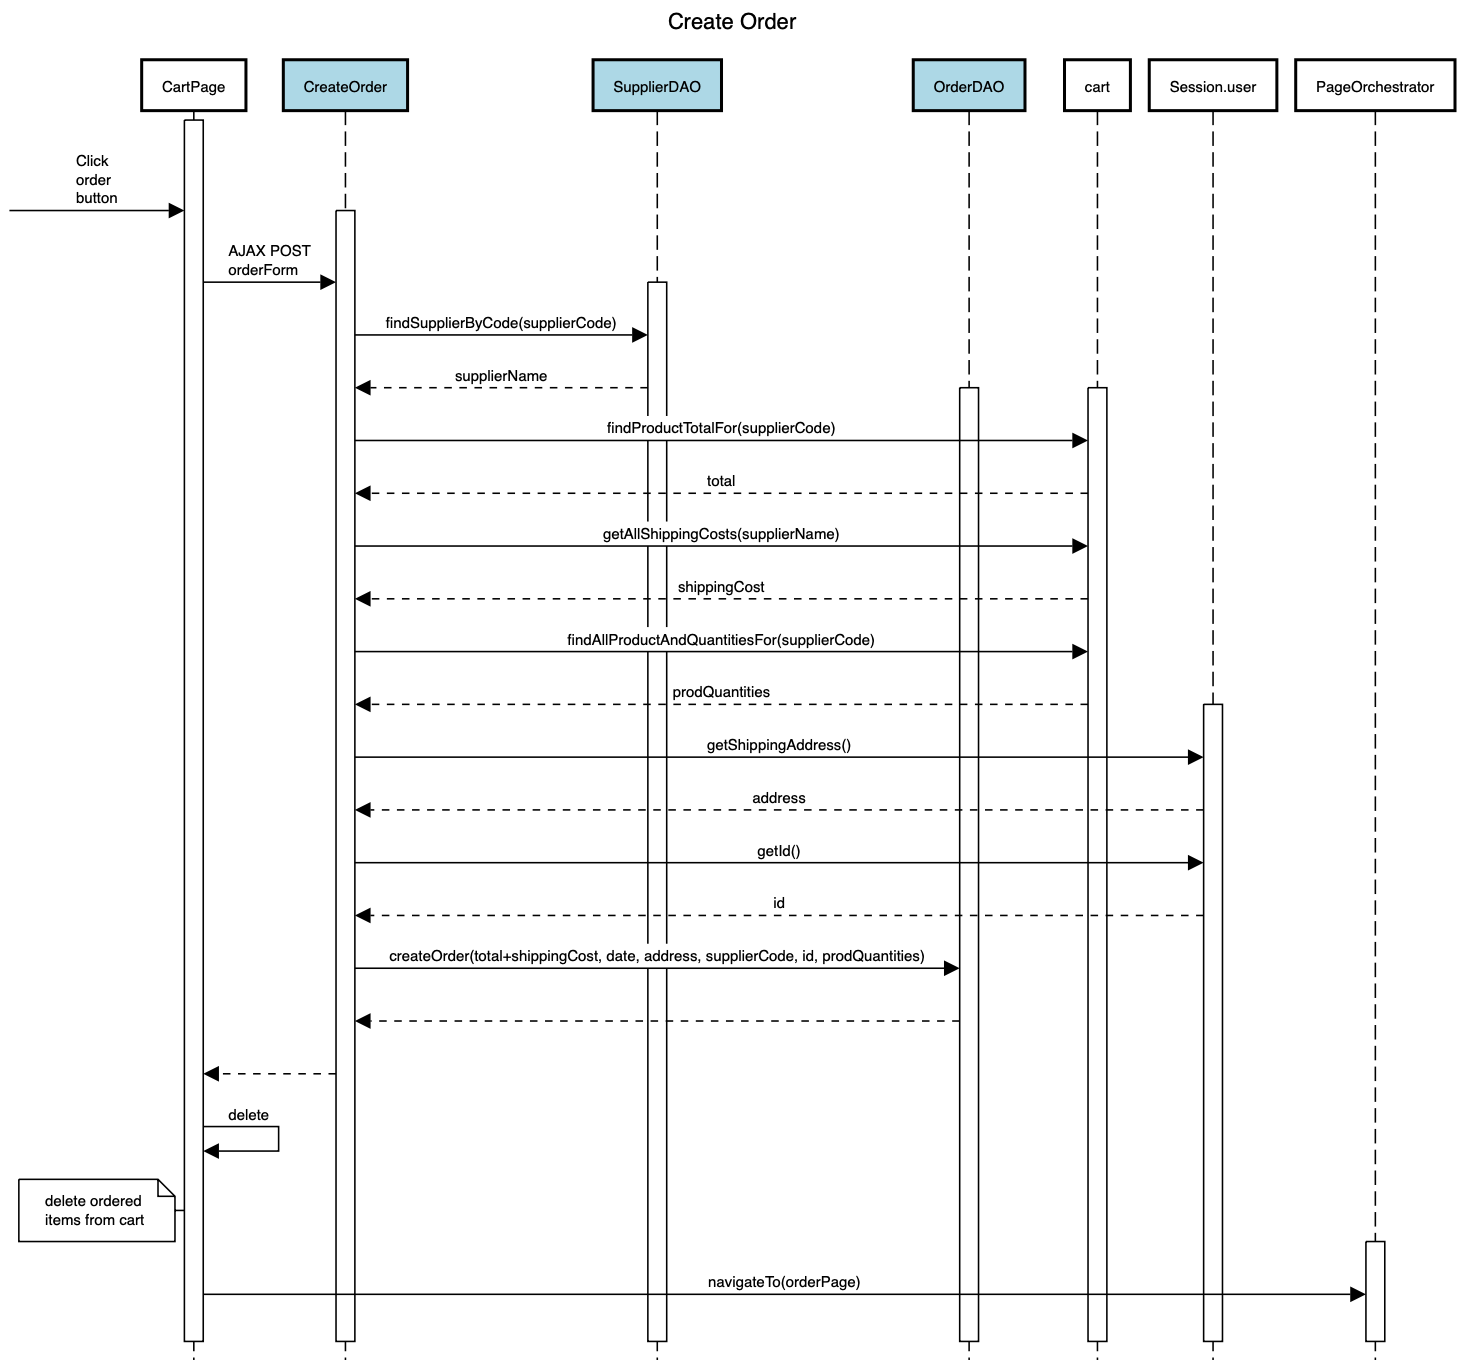 Create Order
CartPage
CreateOrder
SupplierDAO
OrderDAO
cart
Session.user
PageOrchestrator
Click
order
button
AJAX POST
orderForm
findSupplierByCode(supplierCode)
supplierName
findProductTotalFor(supplierCode)
total
getAllShippingCosts(supplierName)
shippingCost
findAllProductAndQuantitiesFor(supplierCode)
prodQuantities
getShippingAddress()
address
getId()
id
createOrder(total+shippingCost, date, address, supplierCode, id, prodQuantities)
delete
delete ordered
items from cart
navigateTo(orderPage)